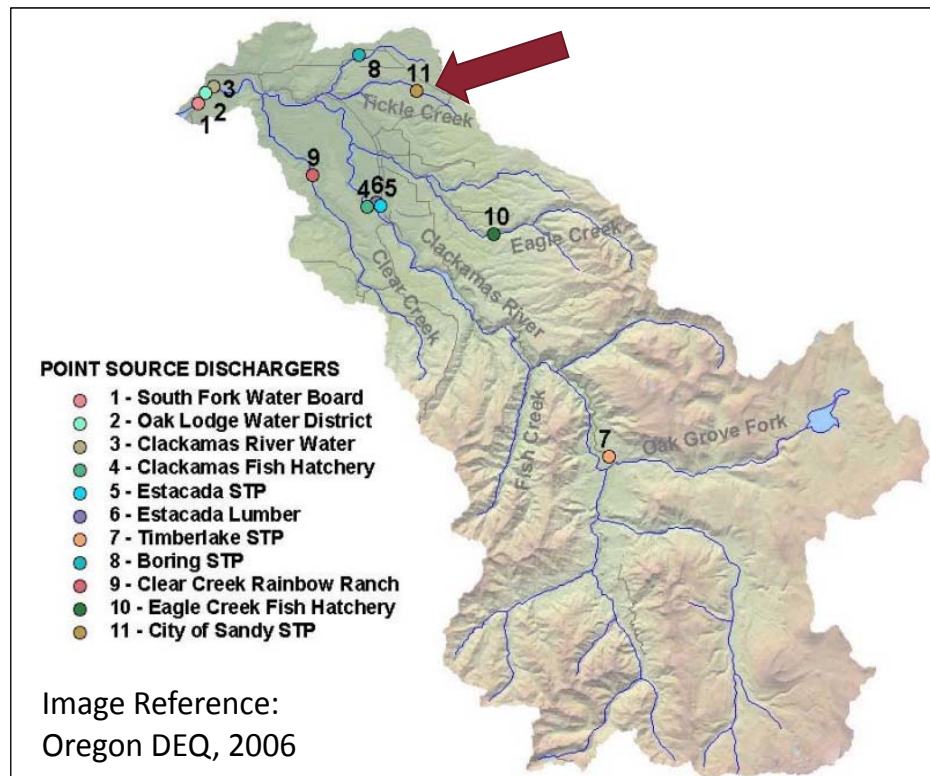 8
11
3
2
1
Tickle Creek
9
4
6
5
10
Eagle Creek
Clackamas River
Clear Creek
POINT SOURCE DISCHARGERS
1 - South Fork Water Board
2 - Oak Lodge Water District
3 - Clackamas River Water
4 - Clackamas Fish Hatchery
5 - Estacada STP
6 - Estacada Lumber
7 - Timberlake STP
8 - Boring STP
9 - Clear Creek Rainbow Ranch
10 - Eagle Creek Fish Hatchery
11 - City of Sandy STP
Fish Creek
7
Oak Grove Fork
Image Reference:
Oregon DEQ, 2006